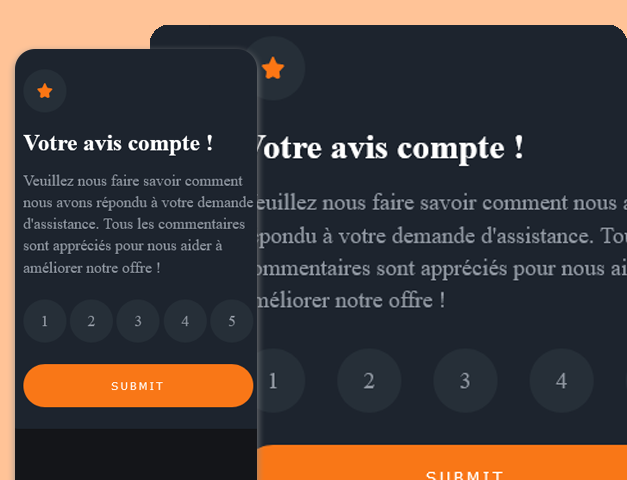 Votre avis compte !
Veuillez nous faire savoir comment
nous avons répondu à votre demande
d'assistance. Tous les commentaires
sont appréciés pour nous aider à
améliorer notre offre !
1 2 3 4 5
SUBMIT
Votre avis compte !
euillez nous faire savoir comment nous a
pondu à votre demande d'assistance. Tou
ommentaires sont appréciés pour nous ai
méliorer notre offre !
1 2 3 4
SUBMIT